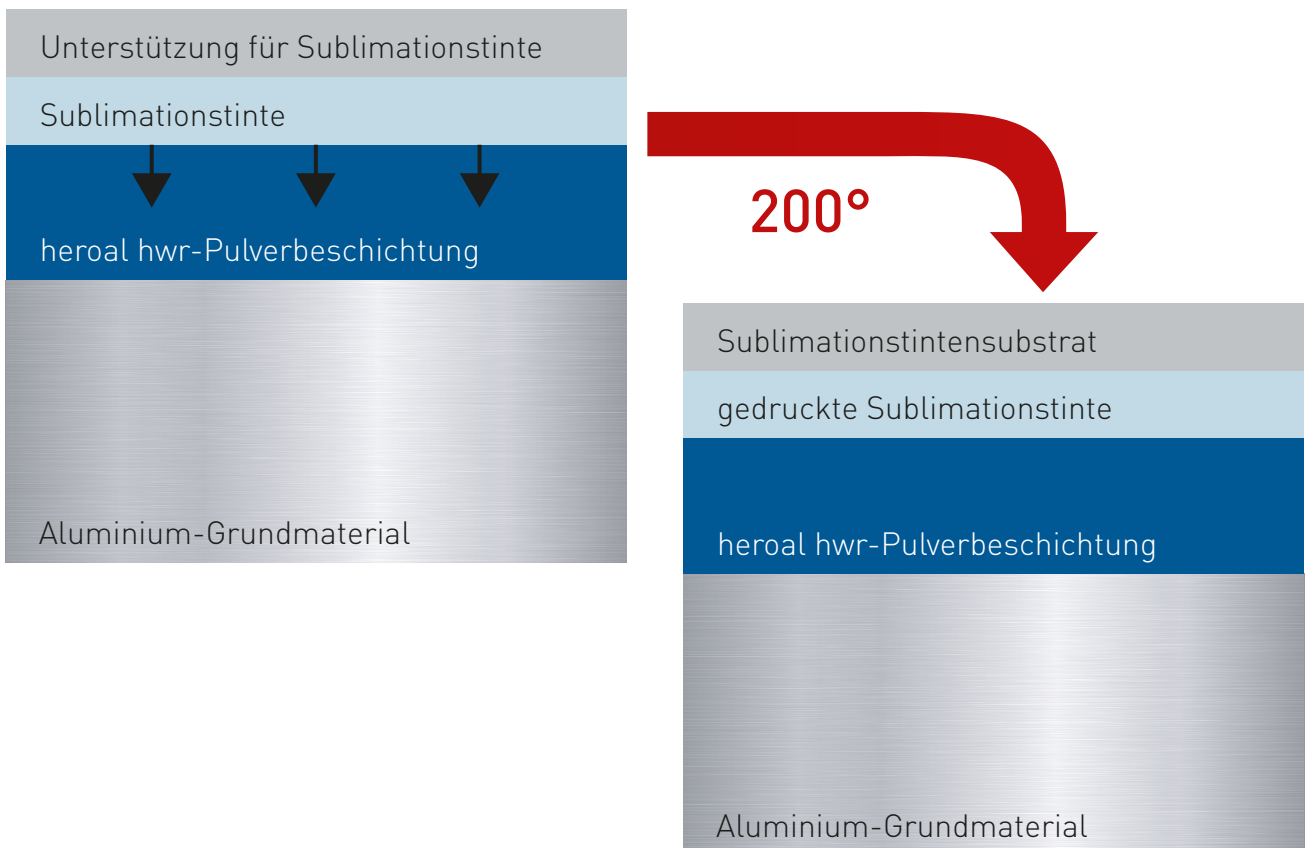 Unterstützung für Sublimationstinte
Sublimationstinte
heroal hwr-Pulverbeschichtung
Aluminium-Grundmaterial
200°
Sublimationstintensubstrat
gedruckte Sublimationstinte
heroal hwr-Pulverbeschichtung
Aluminium-Grundmaterial